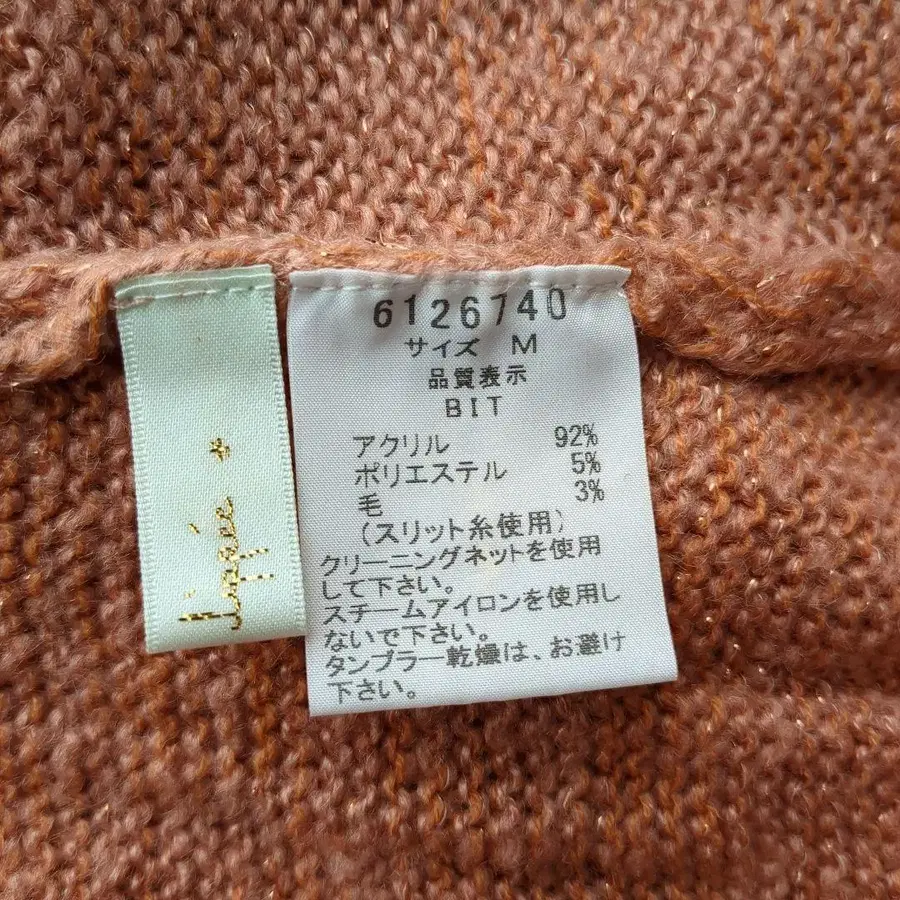 6126740
サイズ M
品質表示
BIT
アクリル 92%
ポリエステル 5%
毛 3%
(スリット糸使用)
クリーニングネットを使用
して下さい。
スチームアイロンを使用し
ないで下さい。
タンブラー乾燥は、お避け
下さい。